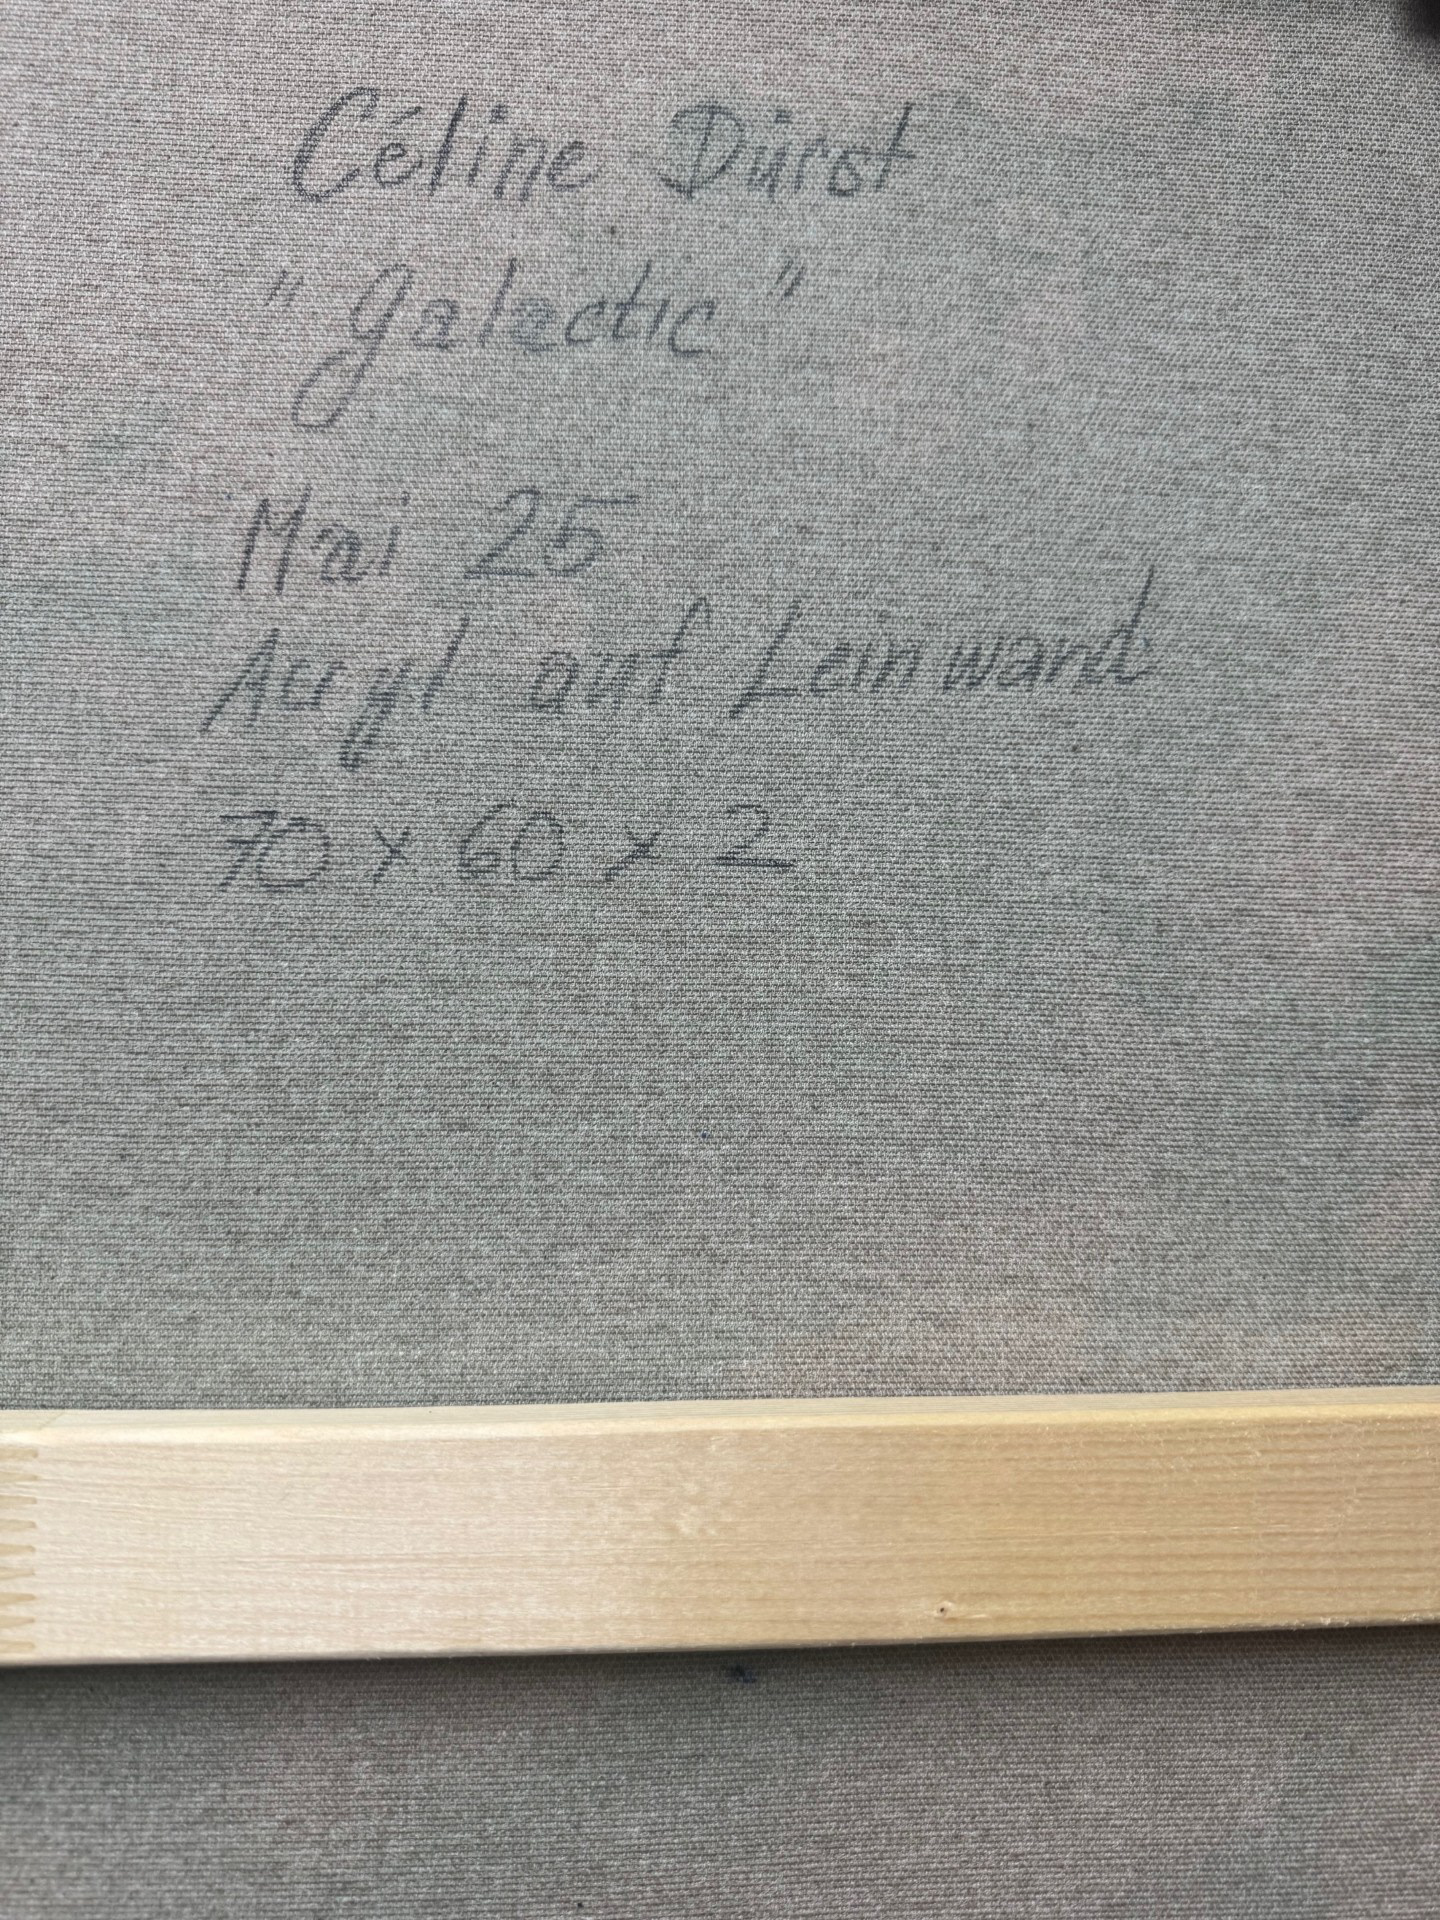 Céline Dürst
"galactic"
Mai 25
Acryl auf Leinwand
70 x 60 x 2